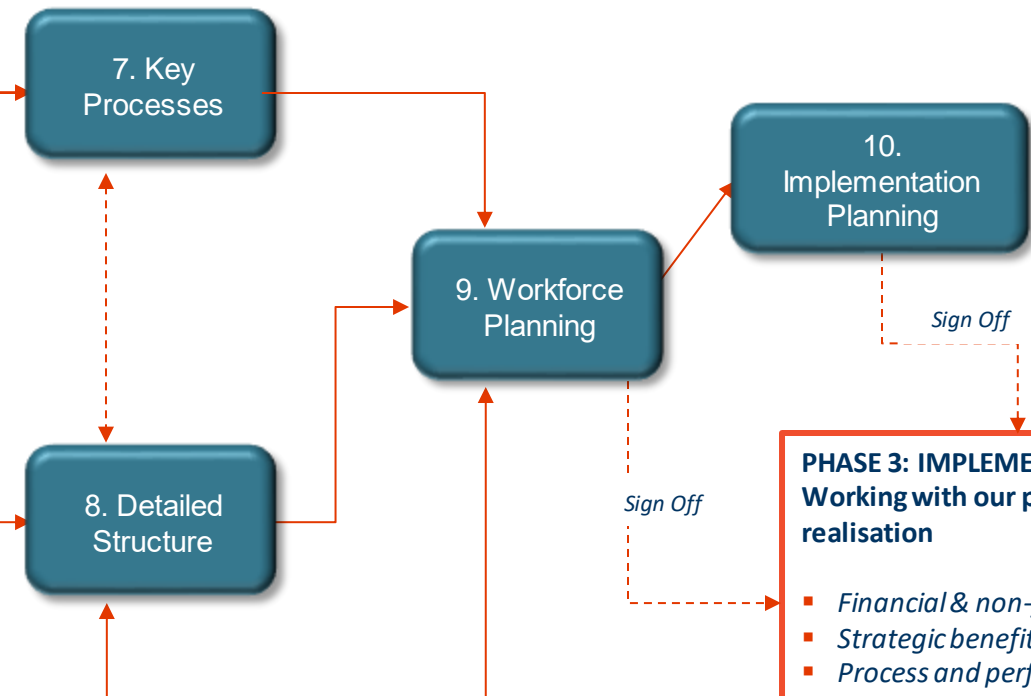 7. Key
Processes
10.
Implementation
Planning
9. Workforce
Planning
Sign Off
8. Detailed
Structure
Sign Off
PHASE 3: IMPLEME
Working with our p
realisation
▪ Financial & non-
▪ Strategic benefit
▪ Process and perf